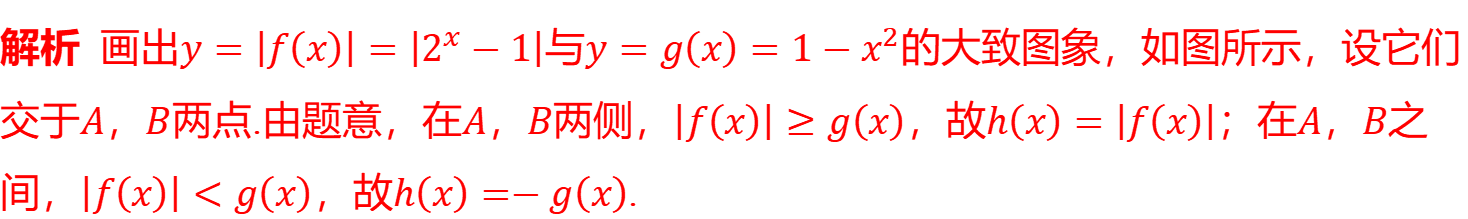 解析 画出y = |f(x)| = |2ˣ − 1|与y = g(x) = 1 − x²的大致图象，如图所示，设它们
交于A，B两点.由题意，在A，B两侧，|f(x)| ≥ g(x)，故h(x) = |f(x)|；在A，B之
间，|f(x)| < g(x)，故h(x) =− g(x).